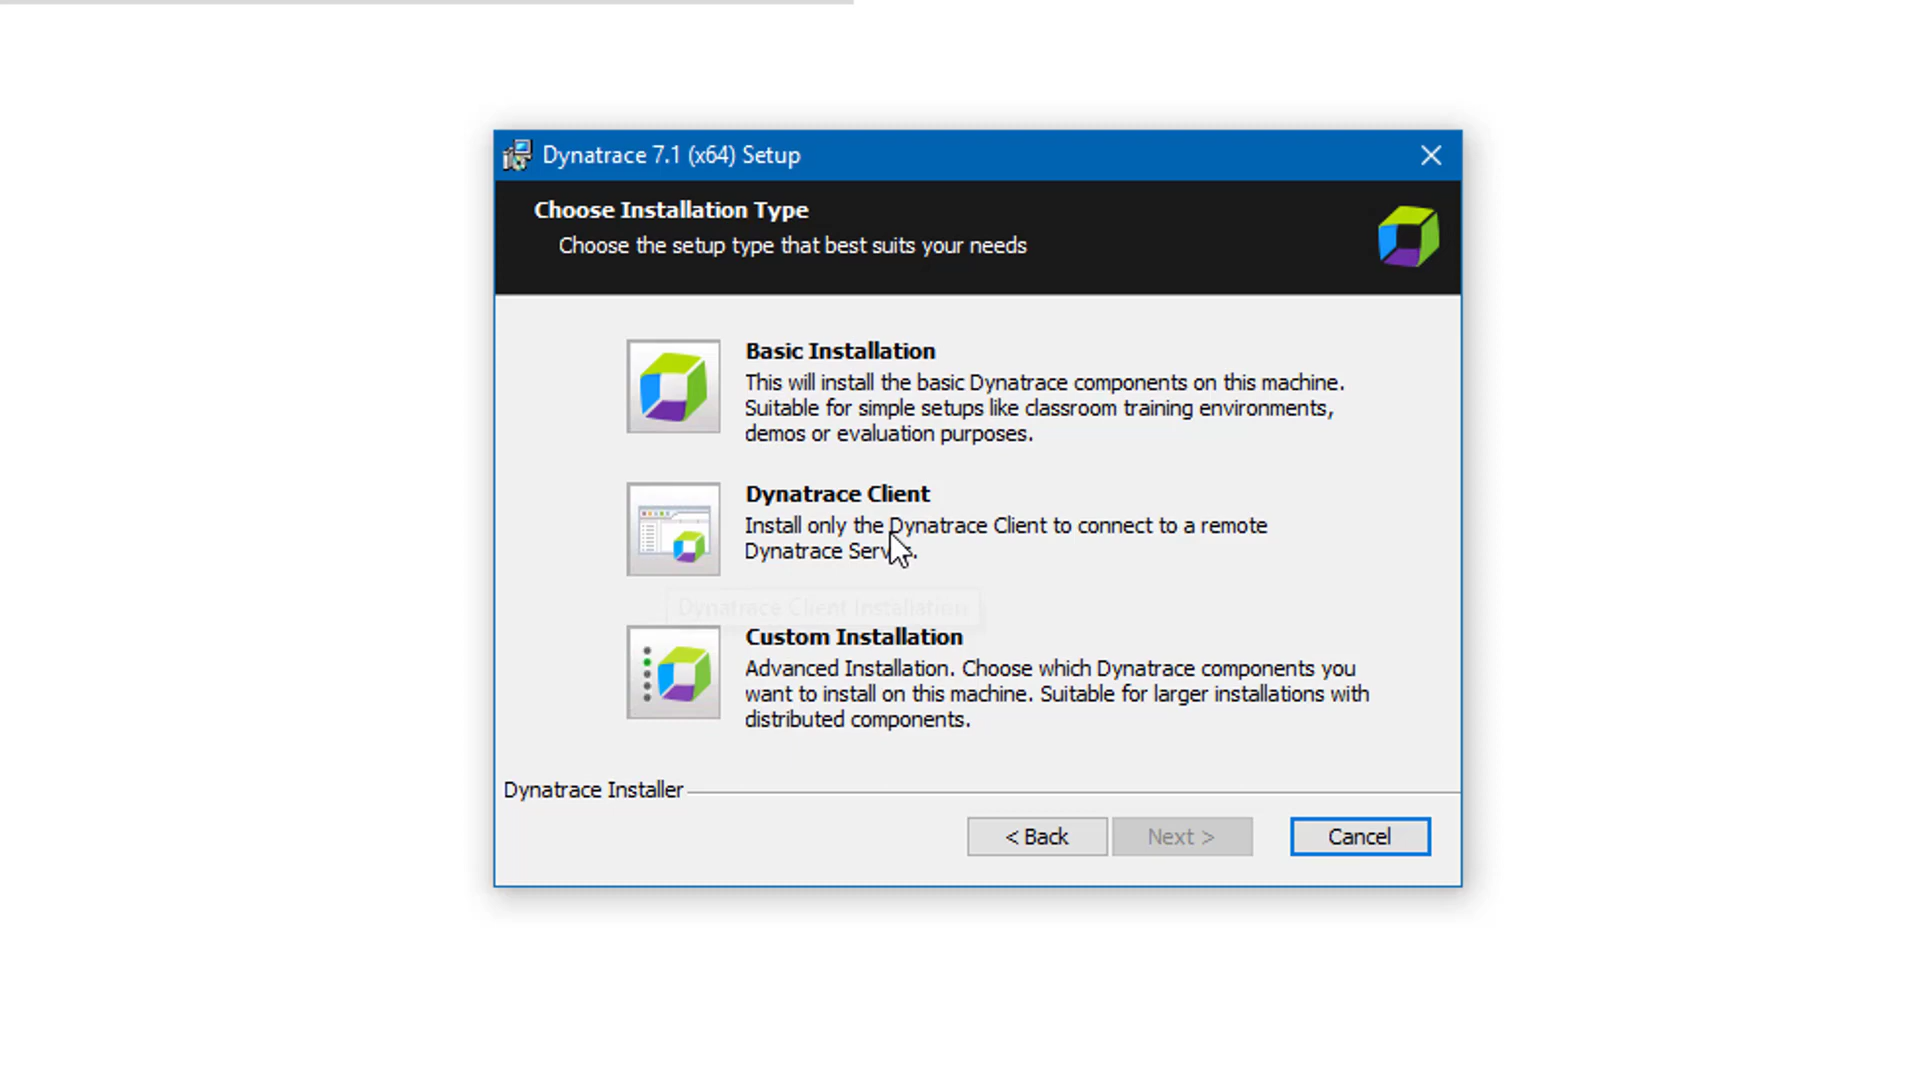 Dynatrace 7.1 (x64) Setup
Choose Installation Type
Choose the setup type that best suits your needs
Basic Installation
This will install the basic Dynatrace components on this machine.
Suitable for simple setups like classroom training environments,
demos or evaluation purposes.
Dynatrace Client
Install only the Dynatrace Client to connect to a remote
Dynatrace Server.
Dynatrace Client Installation
Custom Installation
Advanced Installation. Choose which Dynatrace components you
want to install on this machine. Suitable for larger installations with
distributed components.
Dynatrace Installer
< Back
Next >
Cancel